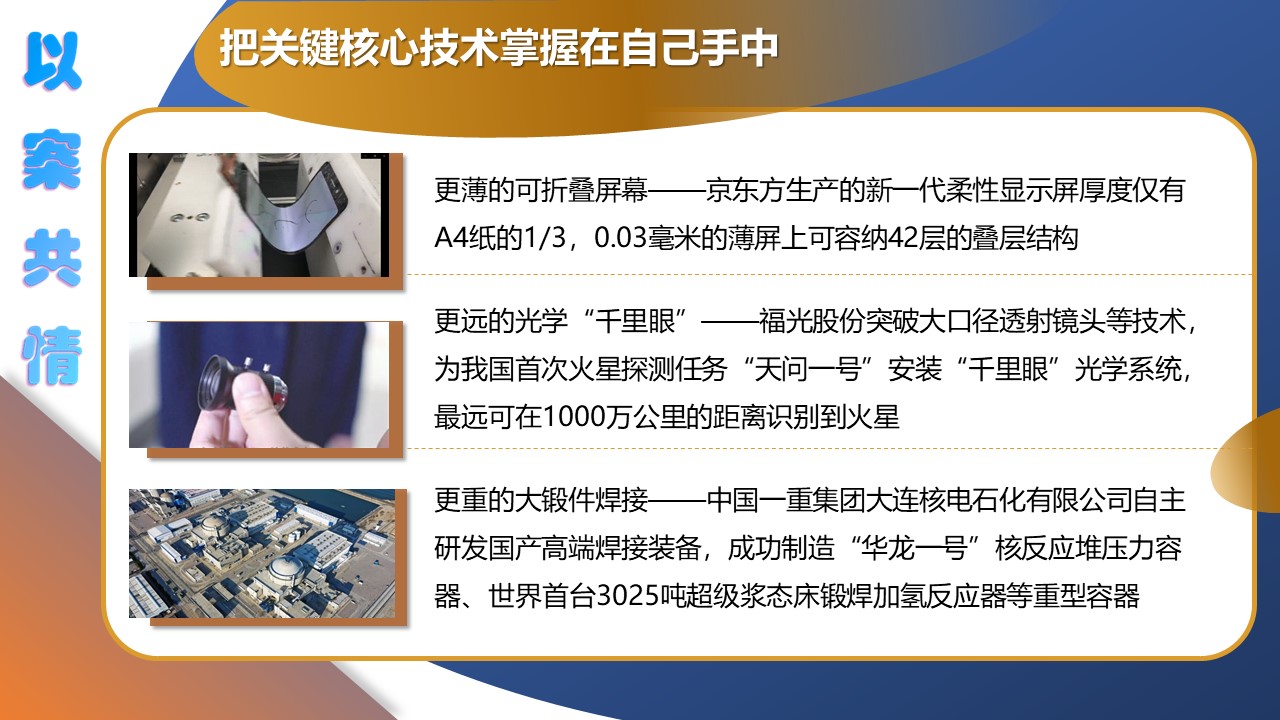 把关键核心技术掌握在自己手中
以
案
共
情
更薄的可折叠屏幕——京东方生产的新一代柔性显示屏厚度仅有
A4纸的1/3，0.03毫米的薄屏上可容纳42层的叠层结构
更远的光学“千里眼”——福光股份突破大口径透射镜头等技术，
为我国首次火星探测任务“天问一号”安装“千里眼”光学系统，
最远可在1000万公里的距离识别到火星
更重的大锻件焊接——中国一重集团大连核电石化有限公司自主
研发国产高端焊接装备，成功制造“华龙一号”核反应堆压力容
器、世界首台3025吨超级浆态床锻焊加氢反应器等重型容器